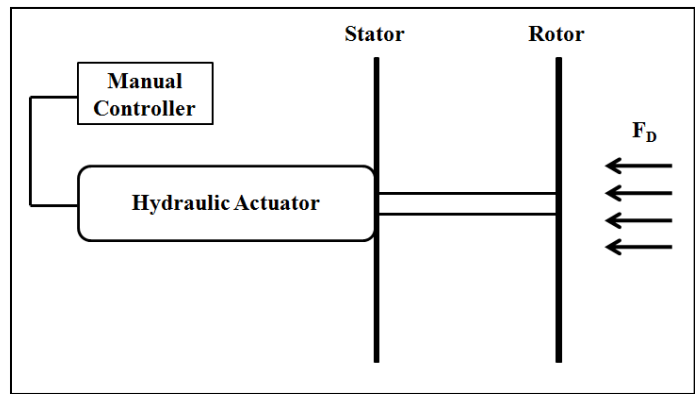 Stator
Rotor
Manual
Controller
F_D
Hydraulic Actuator